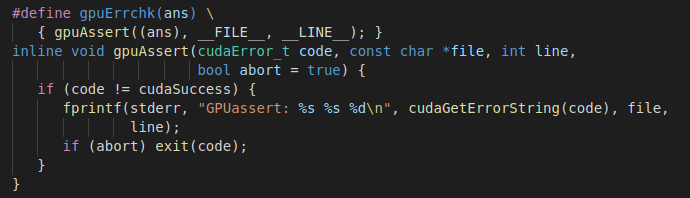 #define gpuErrchk(ans) \
   { gpuAssert((ans), __FILE__, __LINE__); }
inline void gpuAssert(cudaError_t code, const char *file, int line,
                      bool abort = true) {
   if (code != cudaSuccess) {
      fprintf(stderr, "GPUassert: %s %s %d\n", cudaGetErrorString(code), file,
              line);
      if (abort) exit(code);
   }
}